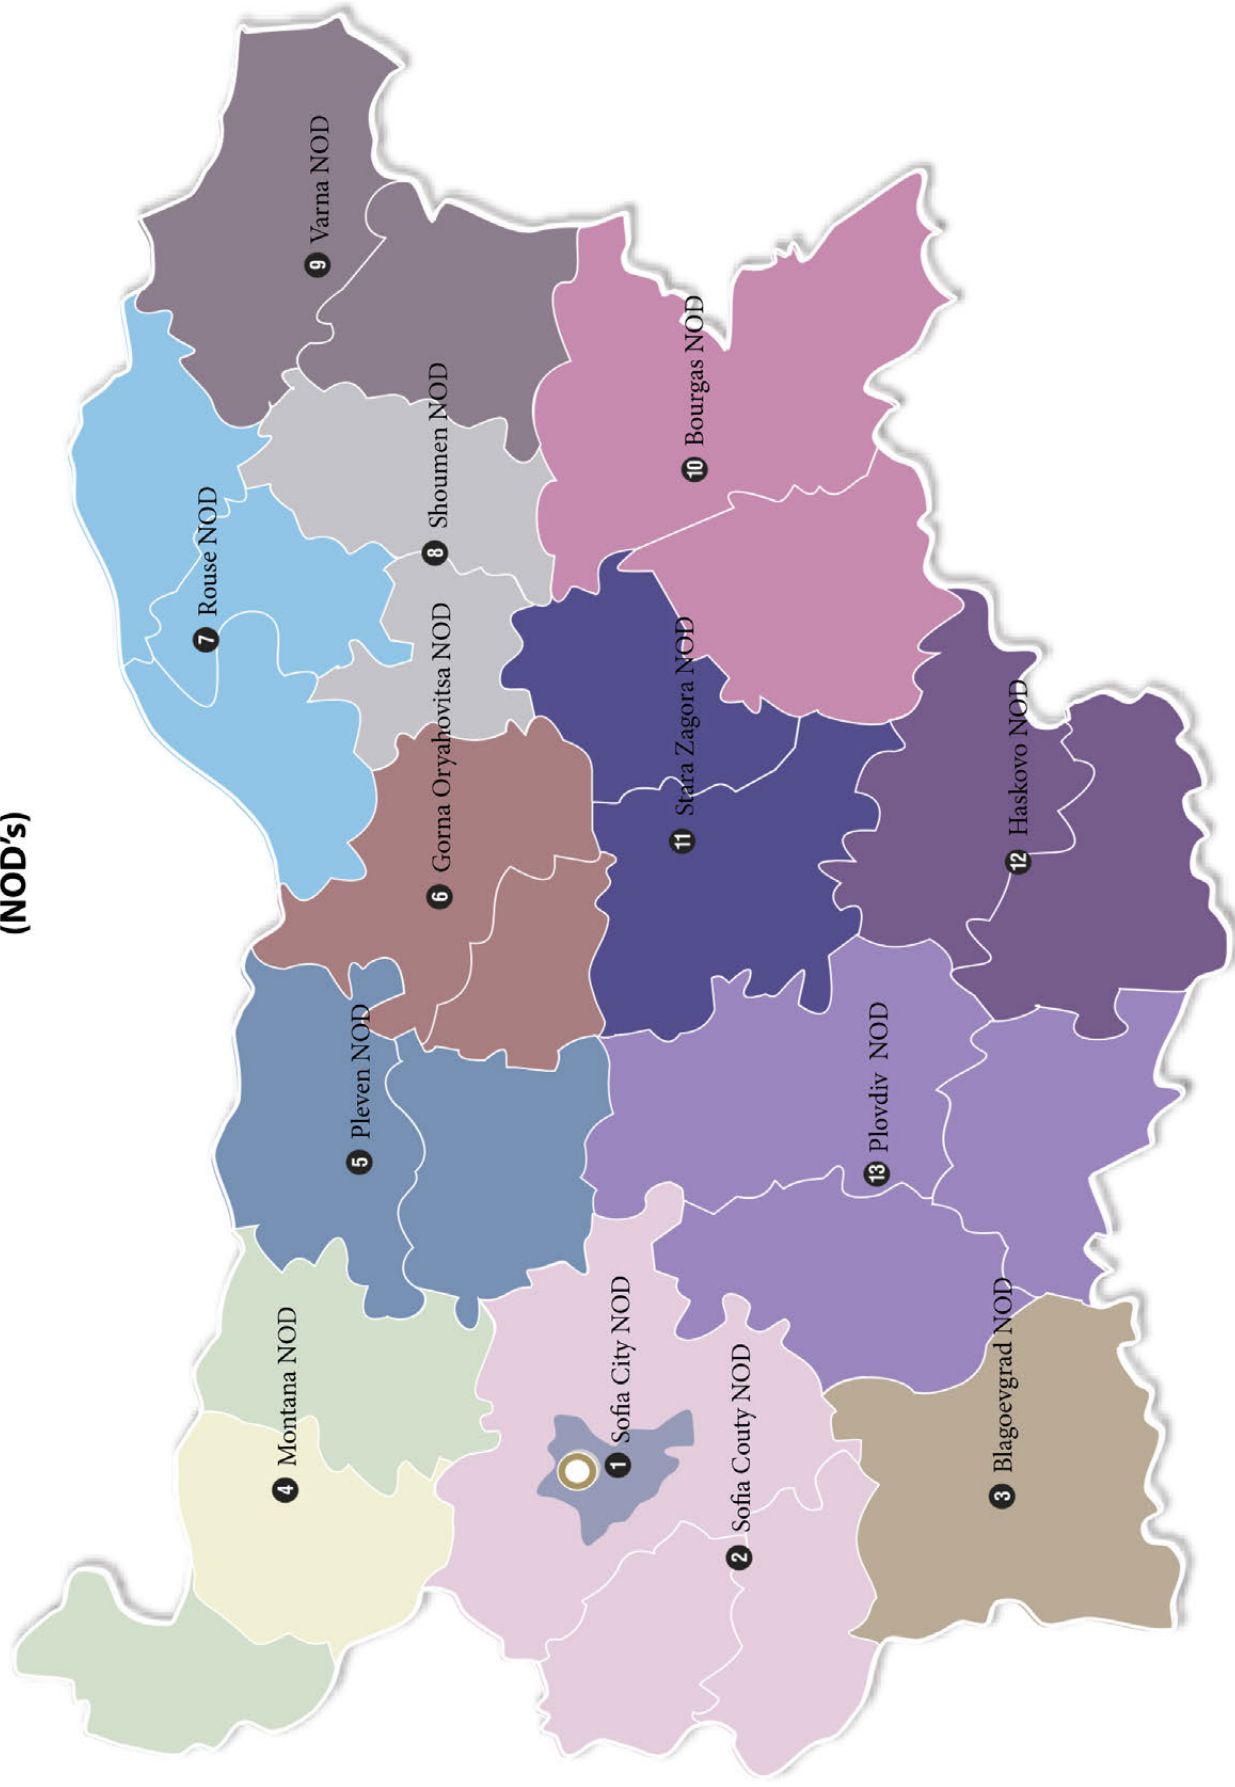 (NOD's)
1 Sofia City NOD
2 Sofia Couty NOD
3 Blagoevgrad NOD
4 Montana NOD
5 Pleven NOD
6 Gorna Oryahovitsa NOD
7 Rouse NOD
8 Shoumen NOD
9 Varna NOD
10 Bourgas NOD
11 Stara Zagora NOD
12 Haskovo NOD
13 Plovdiv NOD